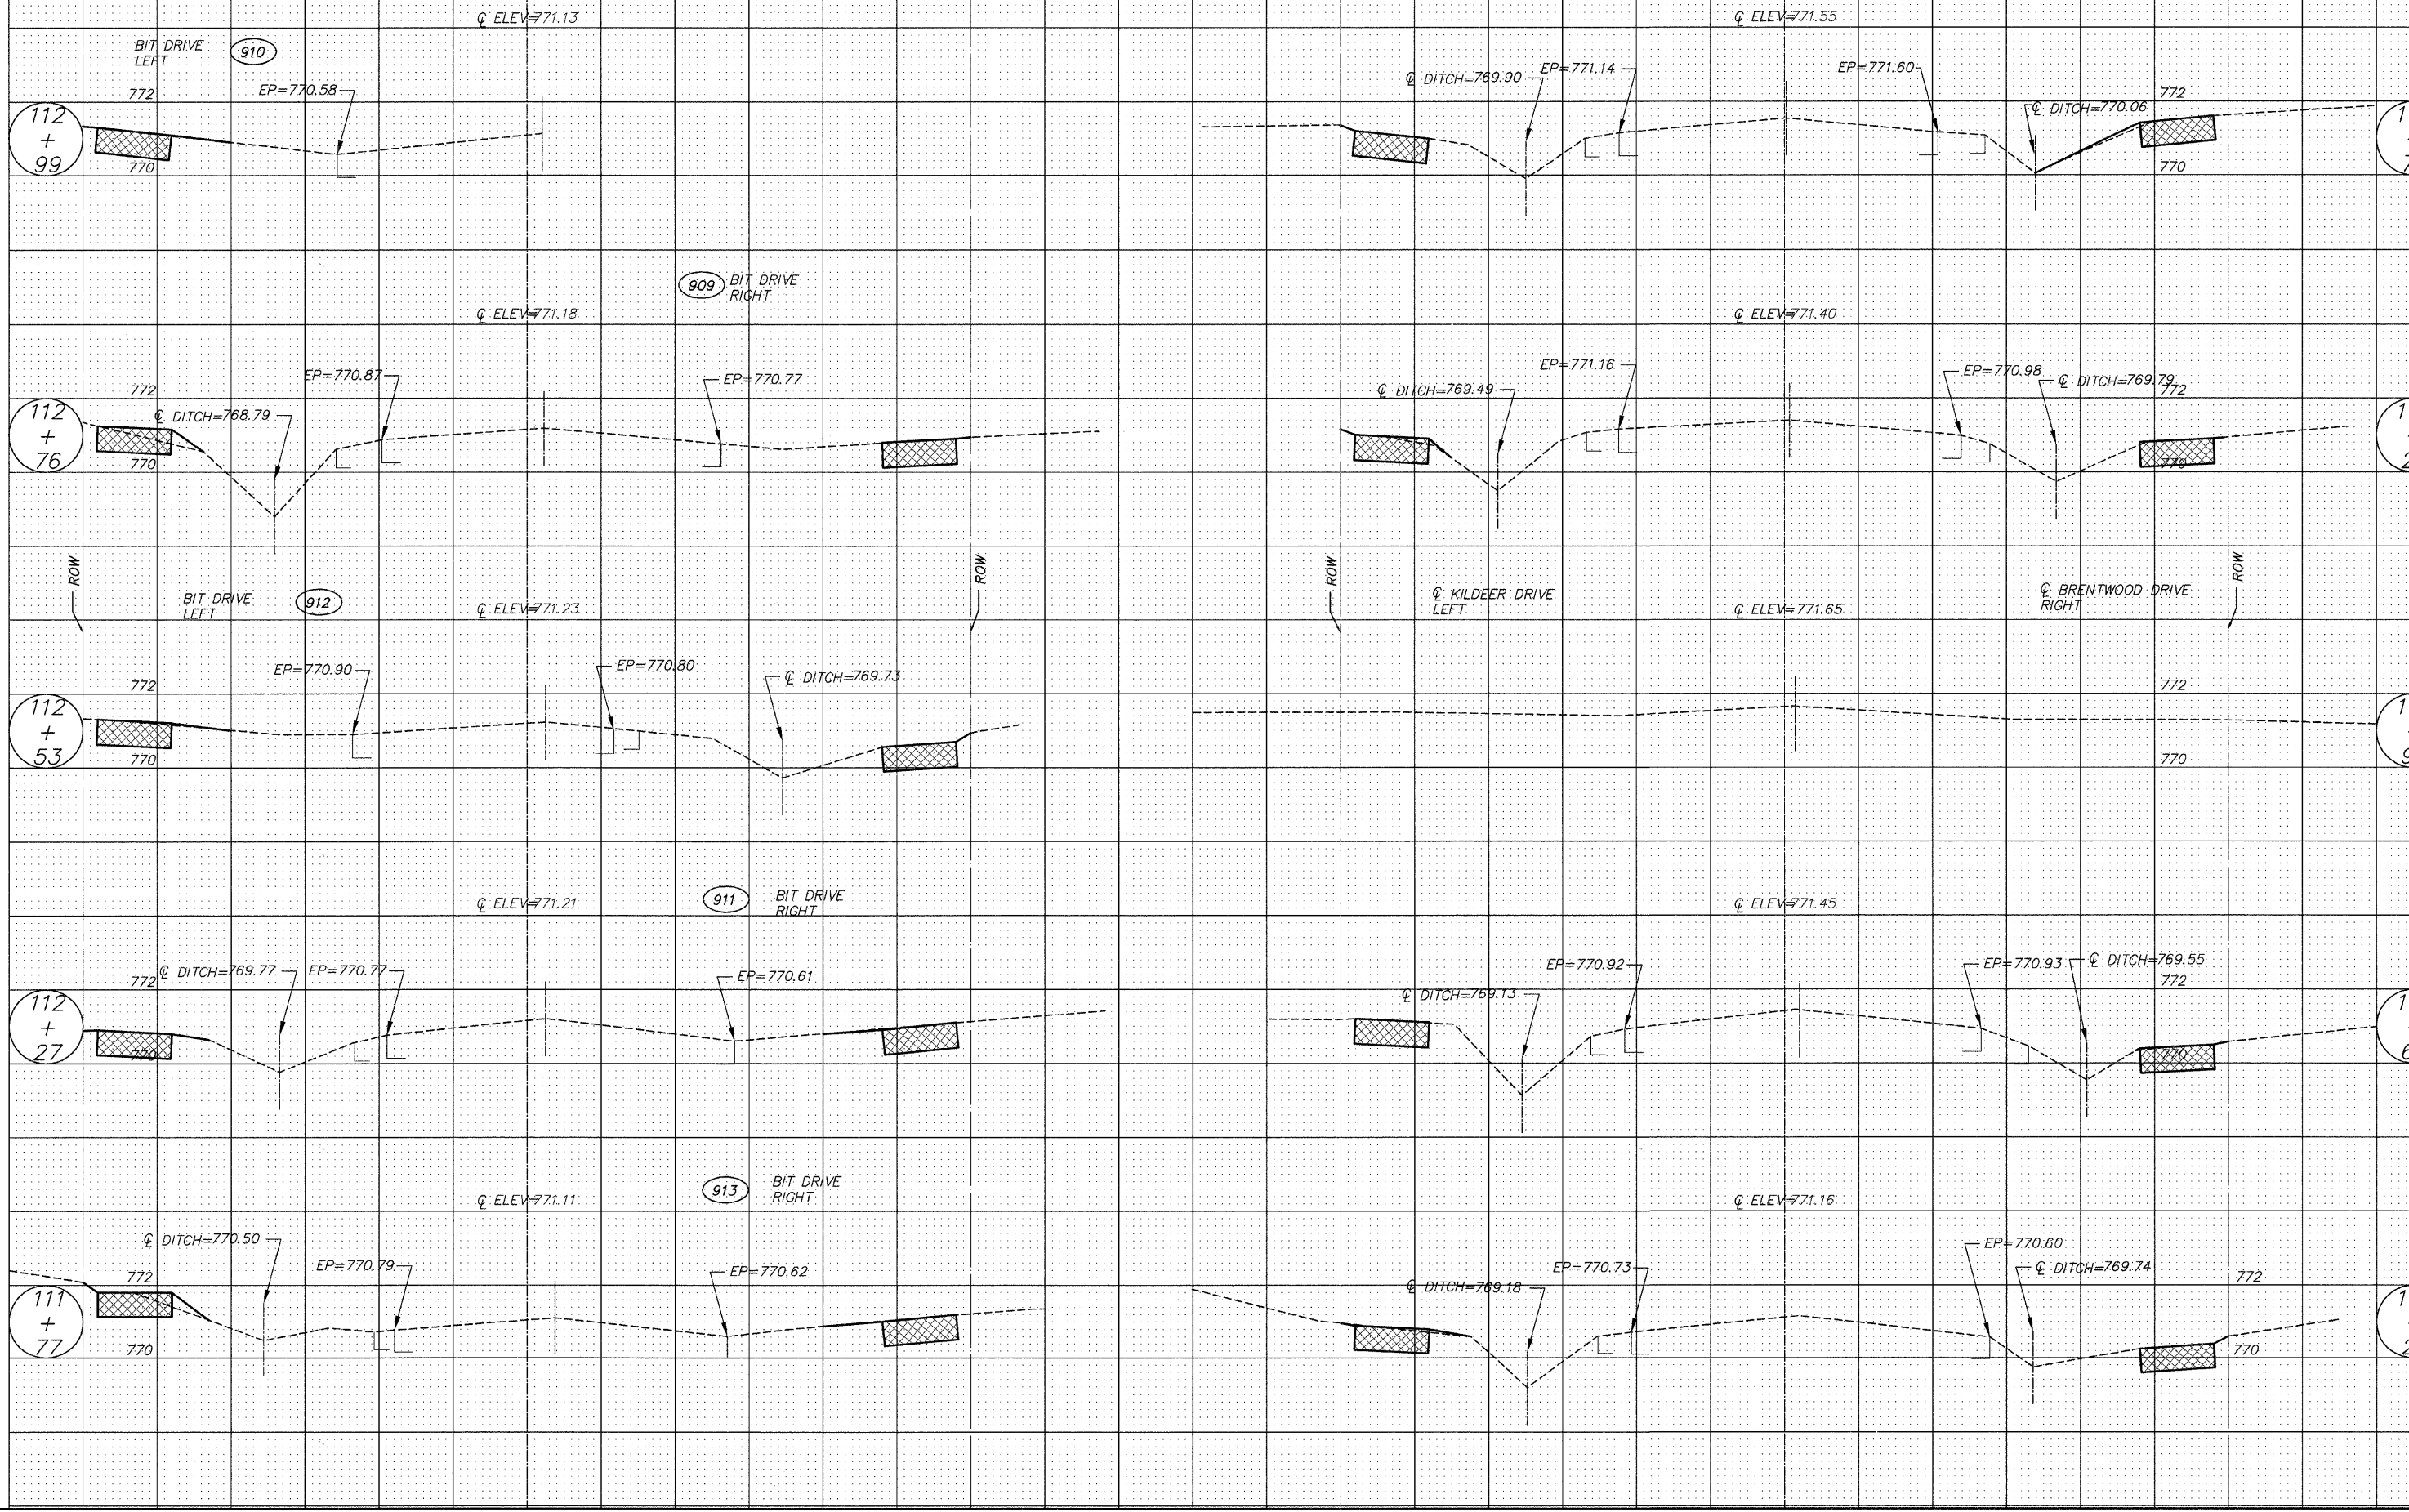 ℄ ELEV=771.13
BIT DRIVE
LEFT
910
EP=770.58
772
112
+
99
770
℄ ELEV=771.55
℄ DITCH=769.90
EP=771.14
EP=771.60
℄ DITCH=770.06
772
770
909
BIT DRIVE
RIGHT
℄ ELEV=771.18
EP=770.87
EP=770.77
772
℄ DITCH=768.79
112
+
76
770
℄ ELEV=771.40
EP=771.16
℄ DITCH=769.49
EP=770.98
℄ DITCH=769.79
772
770
ROW
ROW
BIT DRIVE
LEFT
912
℄ ELEV=771.23
EP=770.90
EP=770.80
℄ DITCH=769.73
772
112
+
53
770
ROW
ROW
℄ KILDEER DRIVE
LEFT
℄ ELEV=771.65
℄ BRENTWOOD DRIVE
RIGHT
772
770
℄ ELEV=771.21
911
BIT DRIVE
RIGHT
℄ DITCH=769.77
EP=770.77
EP=770.61
772
112
+
27
770
℄ ELEV=771.45
EP=770.92
℄ DITCH=769.13
EP=770.93
℄ DITCH=769.55
772
770
℄ ELEV=771.11
913
BIT DRIVE
RIGHT
℄ DITCH=770.50
EP=770.79
EP=770.62
772
111
+
77
770
℄ ELEV=771.16
EP=770.73
℄ DITCH=769.18
EP=770.60
℄ DITCH=769.74
772
770